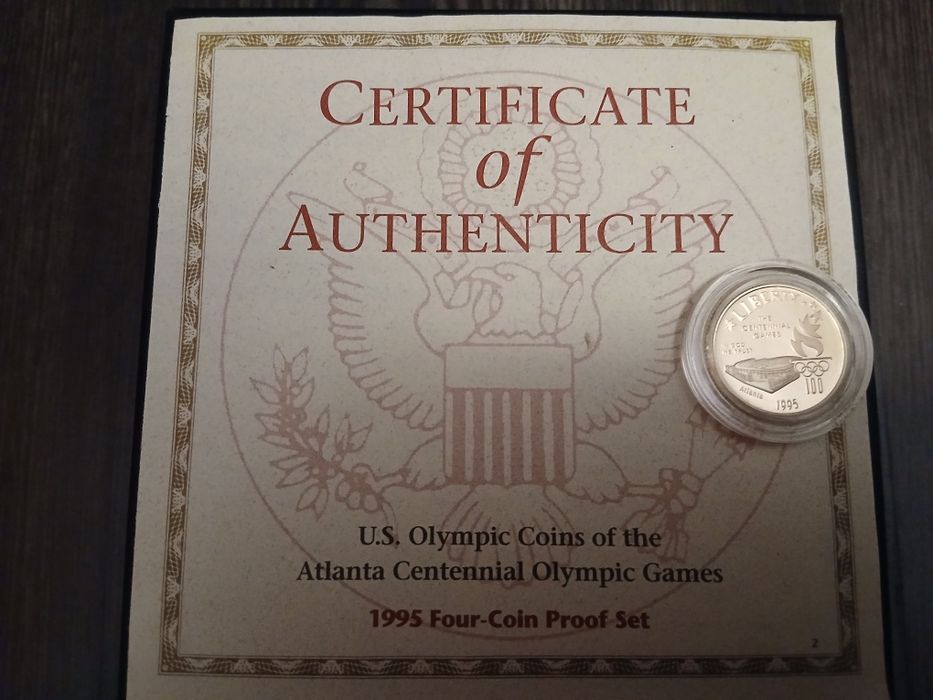 CERTIFICATE
of
AUTHENTICITY
LIBERTY
THE
CENTENNIAL
GAMES
IN GOD
WE TRUST
100
Atlanta
1995
U.S. Olympic Coins of the
Atlanta Centennial Olympic Games
1995 Four-Coin Proof Set
2